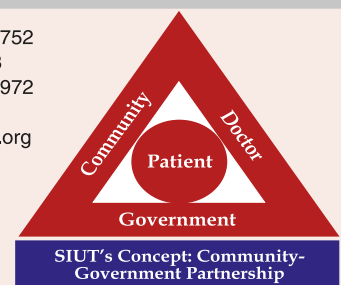 752
3
972
.org
Community
Doctor
Patient
Government
SIUT's Concept: Community-
Government Partnership